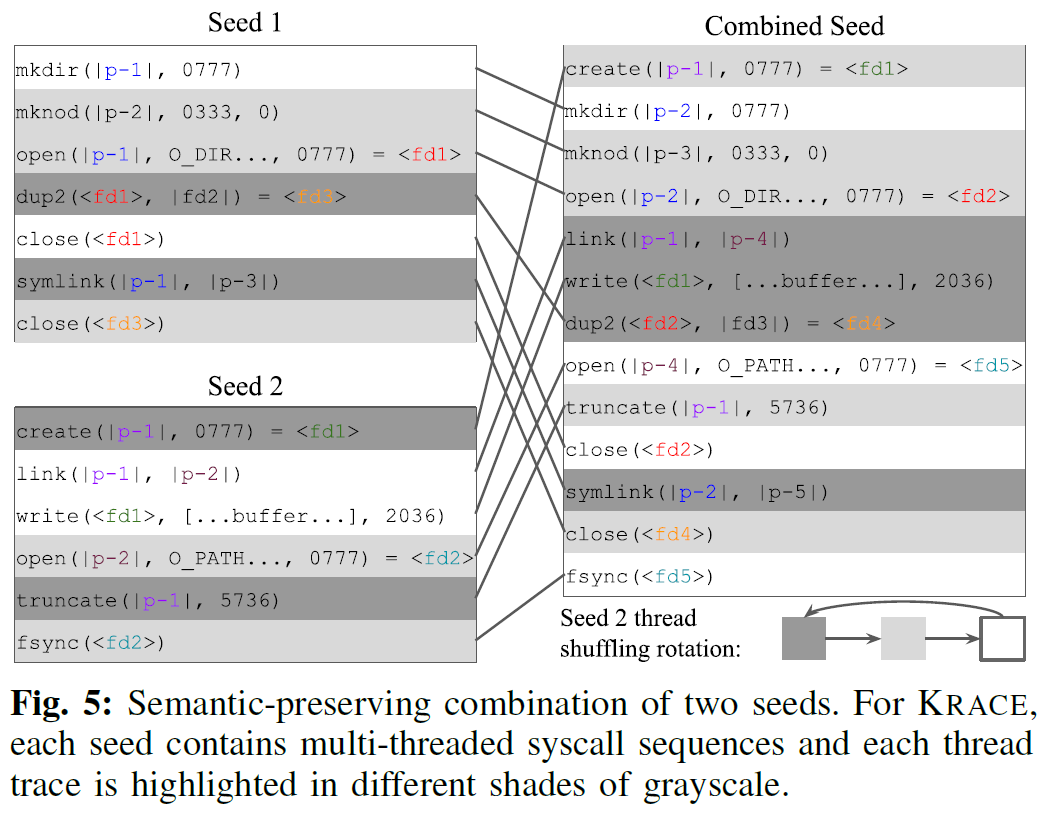 Seed 1
mkdir(|p-1|, 0777)
mknod(|p-2|, 0333, 0)
open(|p-1|, O_DIR..., 0777) = <fd1>
dup2(<fd1>, |fd2|) = <fd3>
close(<fd1>)
symlink(|p-1|, |p-3|)
close(<fd3>)
Seed 2
create(|p-1|, 0777) = <fd1>
link(|p-1|, |p-2|)
write(<fd1>, [...buffer...], 2036)
open(|p-2|, O_PATH..., 0777) = <fd2>
truncate(|p-1|, 5736)
fsync(<fd2>)
Combined Seed
create(|p-1|, 0777) = <fd1>
mkdir(|p-2|, 0777)
mknod(|p-3|, 0333, 0)
open(|p-2|, O_DIR..., 0777) = <fd2>
link(|p-1|, |p-4|)
write(<fd1>, [...buffer...], 2036)
dup2(<fd2>, |fd3|) = <fd4>
open(|p-4|, O_PATH..., 0777) = <fd5>
truncate(|p-1|, 5736)
close(<fd2>)
symlink(|p-2|, |p-5|)
close(<fd4>)
fsync(<fd5>)
Seed 2 thread
shuffling rotation:
Fig. 5: Semantic-preserving combination of two seeds. For KRACE,
each seed contains multi-threaded syscall sequences and each thread
trace is highlighted in different shades of grayscale.